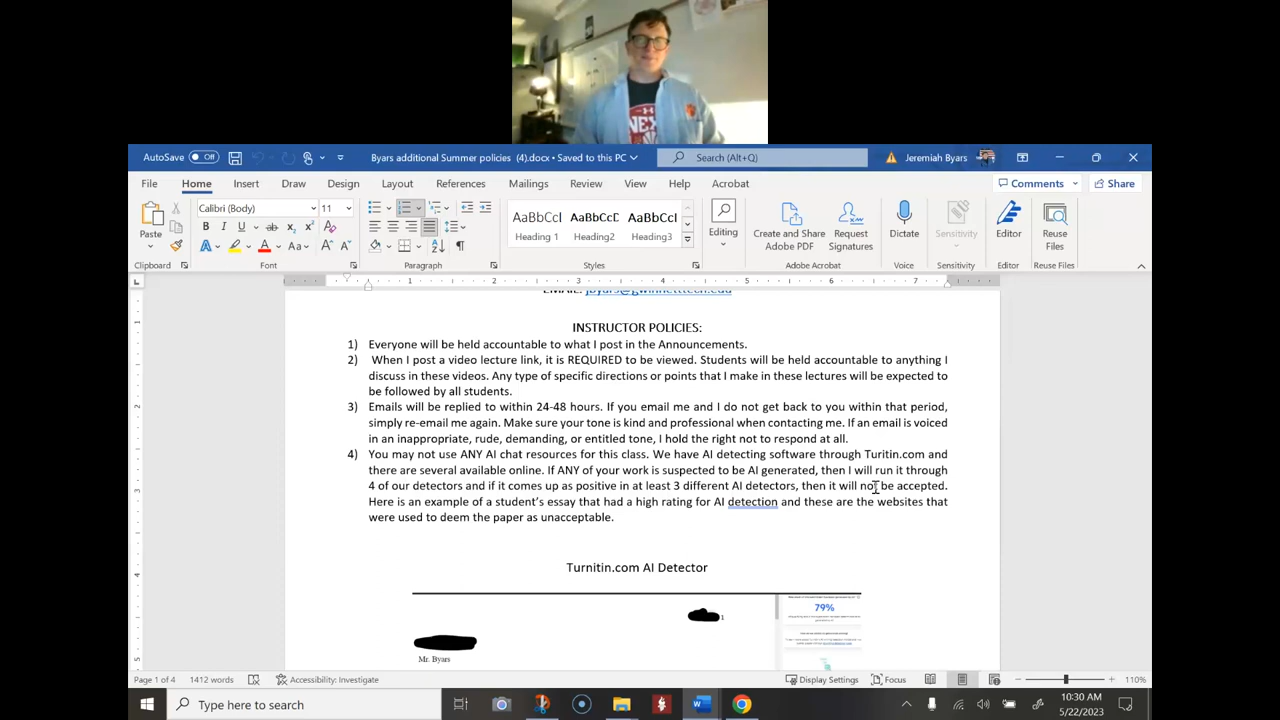 NEX
AutoSave Off Byars additional Summer policies (4).docx • Saved to this PC Search (Alt+Q) Jeremiah Byars
File Home Insert Draw Design Layout References Mailings Review View Help Acrobat Comments Share
Paste Calibri (Body) 11 AaBbCcI AaBbCcD AaBbCcI Editing Create and Share Adobe PDF Request Signatures Dictate Sensitivity Editor Reuse Files
Heading 1 Heading2 Heading3
Clipboard Font Paragraph Styles Adobe Acrobat Voice Sensitivity Editor Reuse Files
1 2 3 4 5 6 7
EMAIL: jbyars@gwinnetttech.edu
INSTRUCTOR POLICIES:
1) Everyone will be held accountable to what I post in the Announcements.
2) When I post a video lecture link, it is REQUIRED to be viewed. Students will be held accountable to anything I
discuss in these videos. Any type of specific directions or points that I make in these lectures will be expected to
be followed by all students.
3) Emails will be replied to within 24-48 hours. If you email me and I do not get back to you within that period,
simply re-email me again. Make sure your tone is kind and professional when contacting me. If an email is voiced
in an inappropriate, rude, demanding, or entitled tone, I hold the right not to respond at all.
4) You may not use ANY AI chat resources for this class. We have AI detecting software through Turitin.com and
there are several available online. If ANY of your work is suspected to be AI generated, then I will run it through
4 of our detectors and if it comes up as positive in at least 3 different AI detectors, then it will not be accepted.
Here is an example of a student's essay that had a high rating for AI detection and these are the websites that
were used to deem the paper as unacceptable.
Turnitin.com AI Detector
79%
1
Mr. Byars
Page 1 of 4 1412 words Accessibility: Investigate Display Settings Focus 110%
Type here to search 10:30 AM
5/22/2023